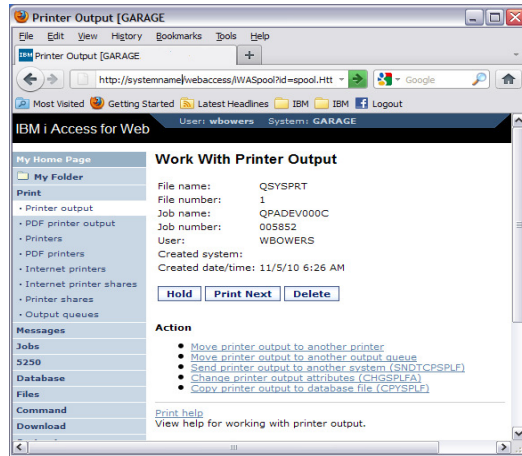 Printer Output [GARAGE
File Edit View History Bookmarks Tools Help
IBM Printer Output [GARAGE +
http://systemname/webaccess/iWASpool?id=spool.Htt Google
Most Visited Getting Started Latest Headlines IBM IBM Logout
IBM i Access for Web
User: wbowers System: GARAGE
My Home Page
My Folder
Print
• Printer output
• PDF printer output
• Printers
• PDF printers
• Internet printers
• Internet printer shares
• Printer shares
• Output queues
Messages
Jobs
5250
Database
Files
Command
Download
Work With Printer Output
File name: QSYSPRT
File number: 1
Job name: QPADEV000C
Job number: 005852
User: WBOWERS
Created system:
Created date/time: 11/5/10 6:26 AM
Hold Print Next Delete
Action
• Move printer output to another printer
• Move printer output to another output queue
• Send printer output to another system (SNDTCPSPLF)
• Change printer output attributes (CHGSPLFA)
• Copy printer output to database file (CPYSPLF)
Print help
View help for working with printer output.